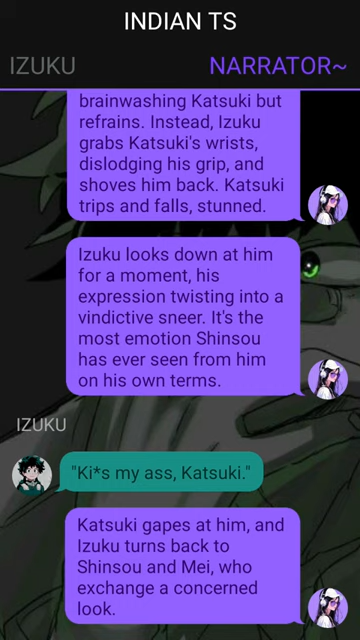 INDIAN TS
IZUKU
NARRATOR~
brainwashing Katsuki but
refrains. Instead, Izuku
grabs Katsuki's wrists,
dislodging his grip, and
shoves him back. Katsuki
trips and falls, stunned.
Izuku looks down at him
for a moment, his
expression twisting into a
vindictive sneer. It's the
most emotion Shinsou
has ever seen from him
on his own terms.
IZUKU
"Ki*s my ass, Katsuki."
Katsuki gapes at him, and
Izuku turns back to
Shinsou and Mei, who
exchange a concerned
look.